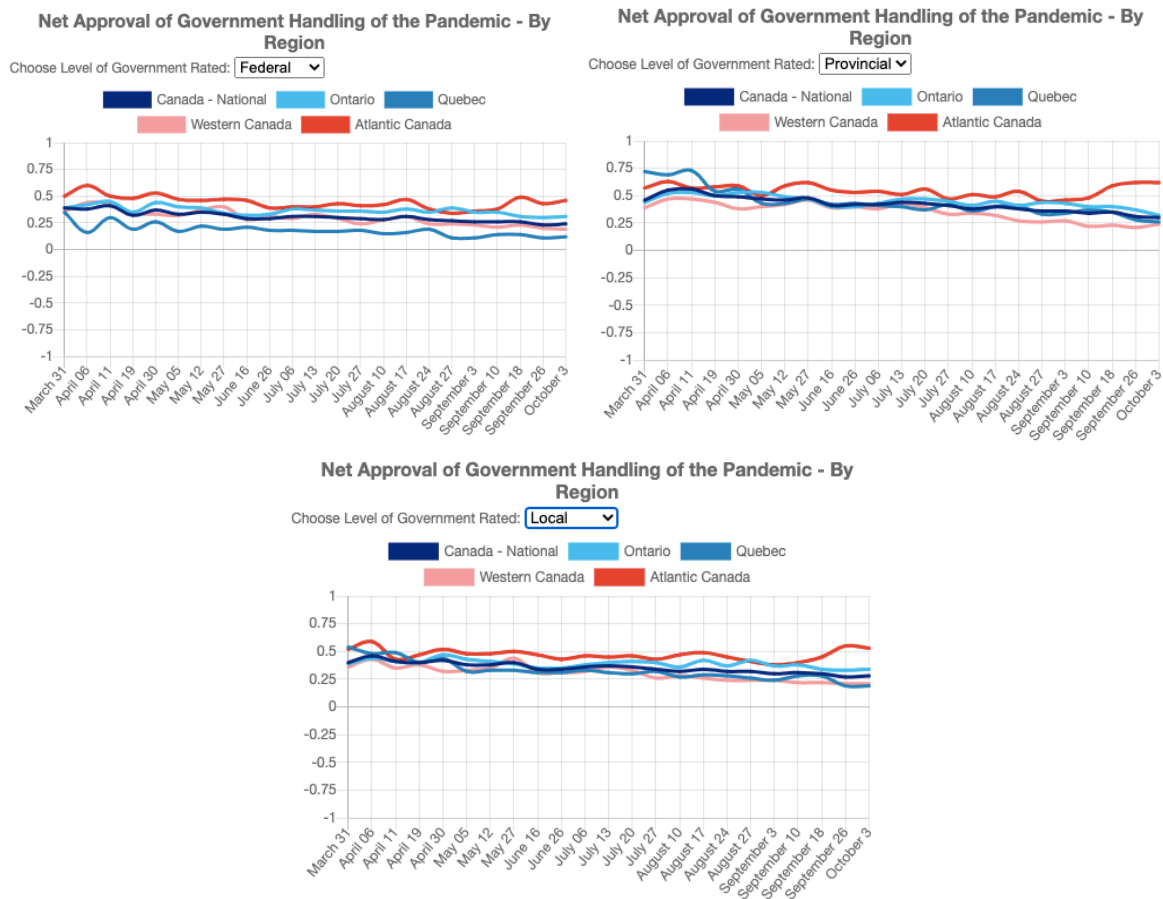 Net Approval of Government Handling of the Pandemic - By
Region
Choose Level of Government Rated: Federal
Canada - National Ontario Quebec
Western Canada Atlantic Canada
1
0.75
0.5
0.25
0
-0.25
-0.5
-0.75
-1
March 31
April 06
April 11
April 19
April 30
May 05
May 12
May 27
June 16
June 26
July 06
July 13
July 20
July 27
August 10
August 17
August 24
August 27
September 3
September 10
September 18
September 26
October 3
Net Approval of Government Handling of the Pandemic - By
Region
Choose Level of Government Rated: Provincial
Canada - National Ontario Quebec
Western Canada Atlantic Canada
1
0.75
0.5
0.25
0
-0.25
-0.5
-0.75
-1
March 31
April 06
April 11
April 19
April 30
May 05
May 12
May 27
June 16
June 26
July 06
July 13
July 20
July 27
August 10
August 17
August 24
August 27
September 3
September 10
September 18
September 26
October 3
Net Approval of Government Handling of the Pandemic - By
Region
Choose Level of Government Rated: Local
Canada - National Ontario Quebec
Western Canada Atlantic Canada
1
0.75
0.5
0.25
0
-0.25
-0.5
-0.75
-1
March 31
April 06
April 11
April 19
April 30
May 05
May 12
May 27
June 16
June 26
July 06
July 13
July 20
July 27
August 10
August 17
August 24
August 27
September 3
September 10
September 18
September 26
October 3